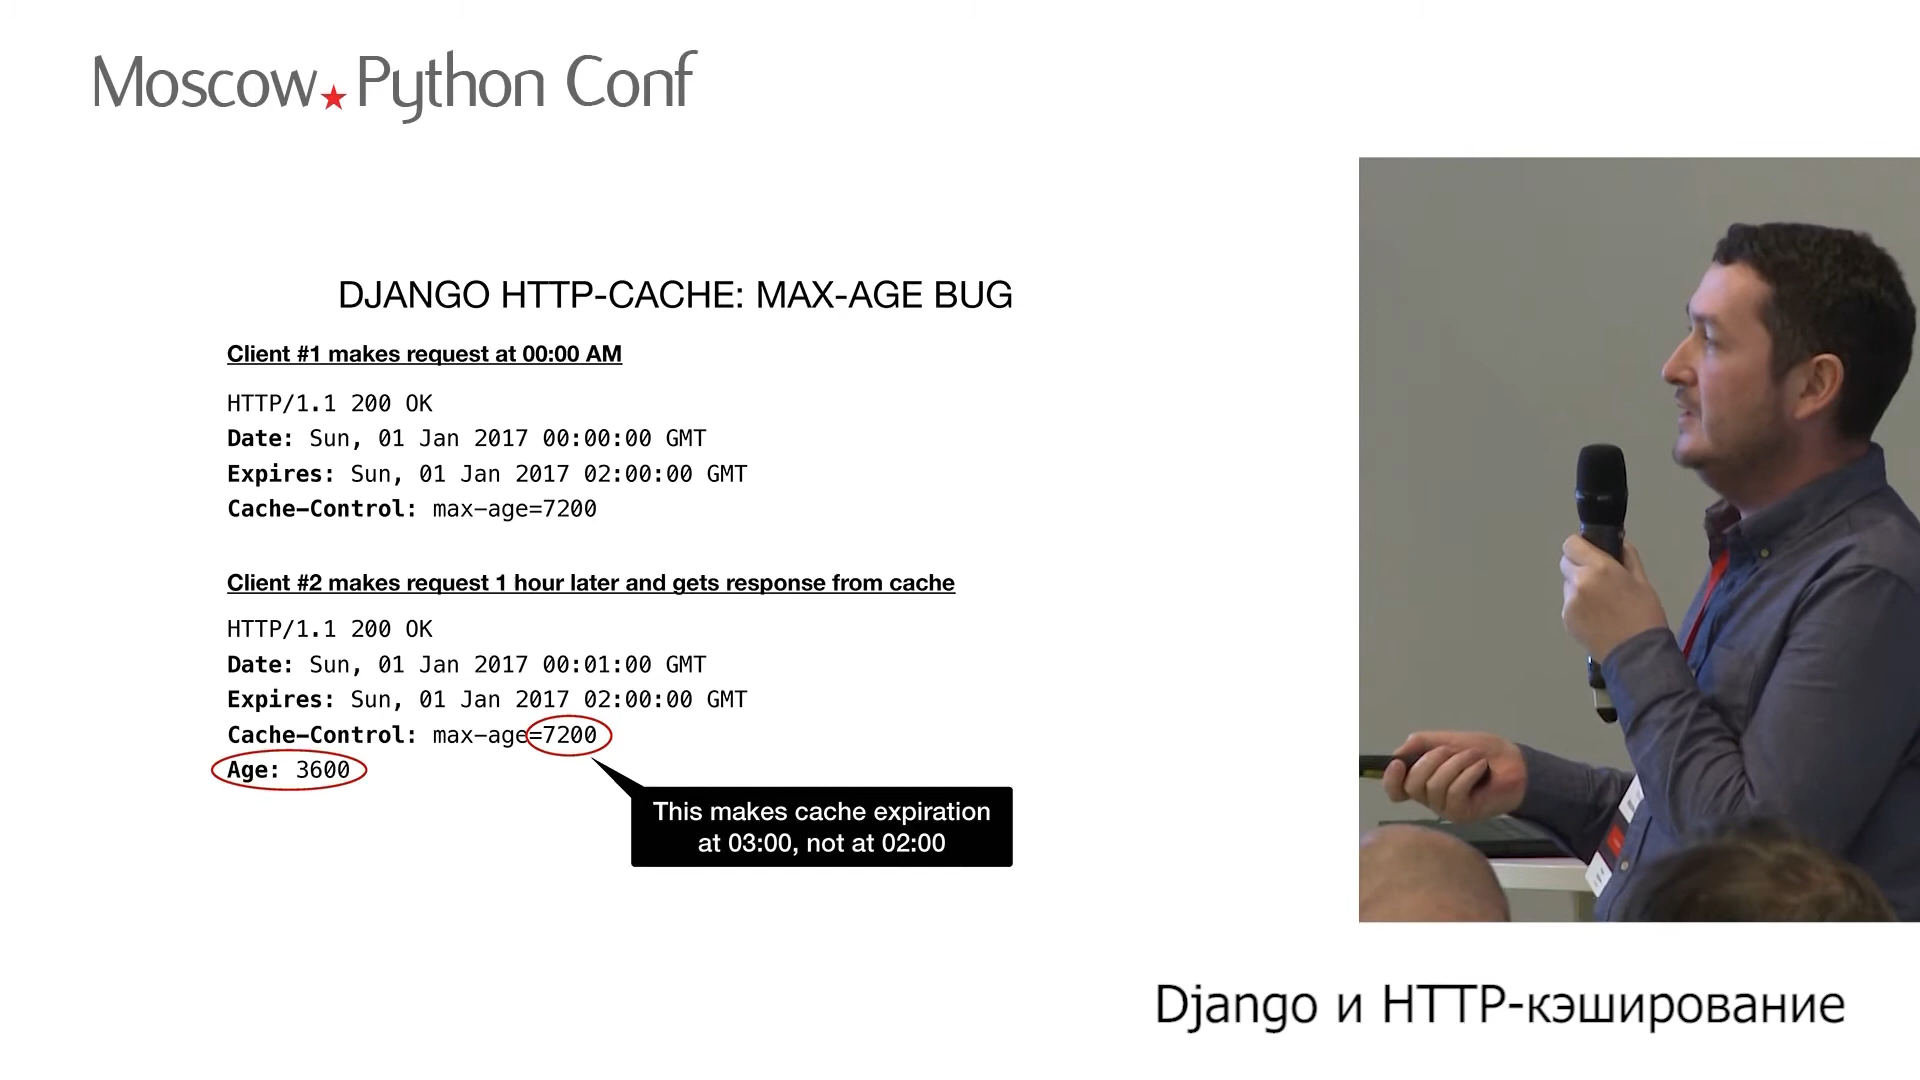 Moscow Python Conf
DJANGO HTTP-CACHE: MAX-AGE BUG
Client #1 makes request at 00:00 AM
HTTP/1.1 200 OK
Date: Sun, 01 Jan 2017 00:00:00 GMT
Expires: Sun, 01 Jan 2017 02:00:00 GMT
Cache-Control: max-age=7200
Client #2 makes request 1 hour later and gets response from cache
HTTP/1.1 200 OK
Date: Sun, 01 Jan 2017 00:01:00 GMT
Expires: Sun, 01 Jan 2017 02:00:00 GMT
Cache-Control: max-age=7200
Age: 3600
This makes cache expiration
at 03:00, not at 02:00
Django и HTTP-кэширование